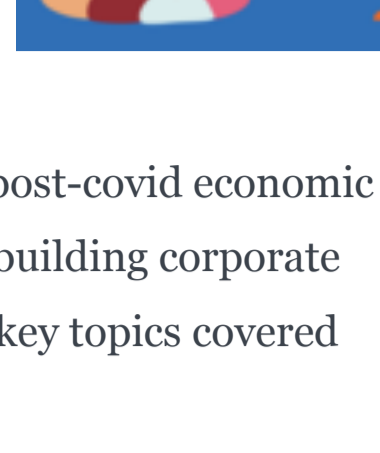 post-covid economic
building corporate
key topics covered